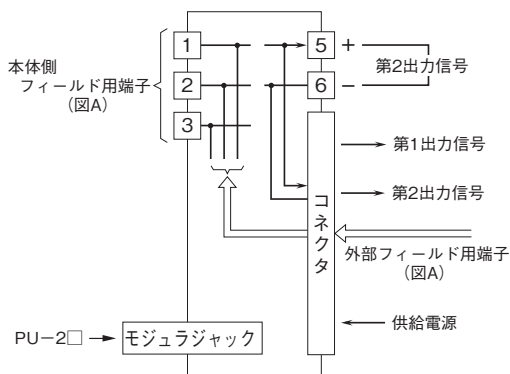 本体側
フィールド用端子
(図A)
1
2
3
5 +
6 −
第2出力信号
第1出力信号
第2出力信号
コネクタ
外部フィールド用端子
(図A)
供給電源
PU−2□
モジュラジャック